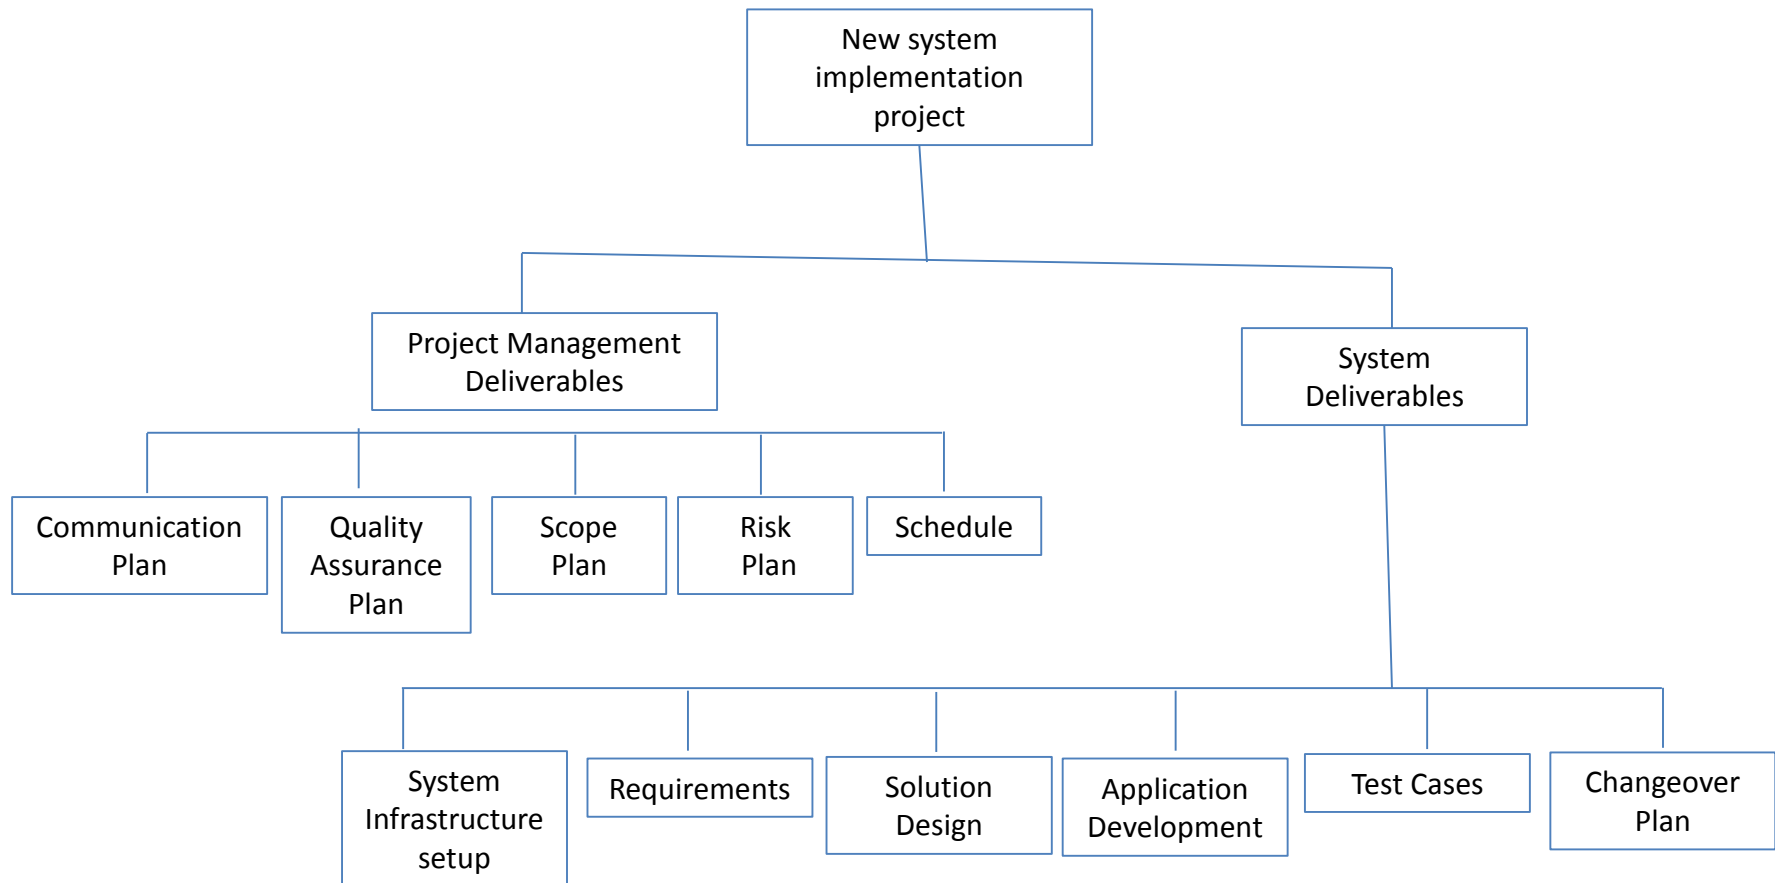 New system
implementation
project
Project Management
Deliverables
System
Deliverables
Communication
Plan
Quality
Assurance
Plan
Scope
Plan
Risk
Plan
Schedule
System
Infrastructure
setup
Requirements
Solution
Design
Application
Development
Test Cases
Changeover
Plan